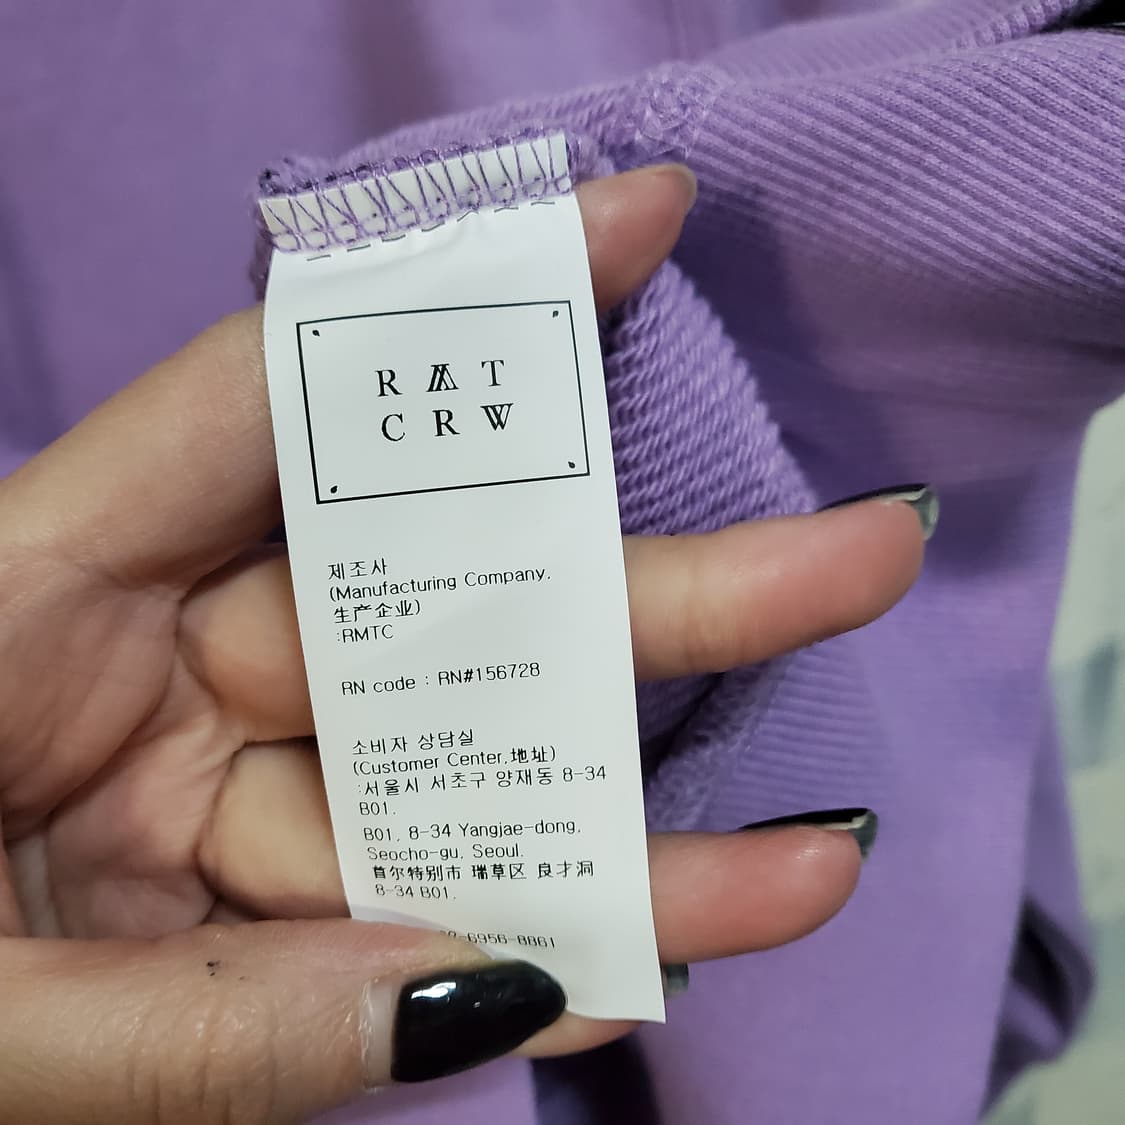 R M T
C R W
제조사
(Manufacturing Company,
生产企业)
:RMTC
RN code : RN#156728
소비자 상담실
(Customer Center,地址)
:서울시 서초구 양재동 8-34
B01.
B01, 8-34 Yangjae-dong,
Seocho-gu, Seoul.
首尔特别市 瑞草区 良才洞
8-34 B01.
-6956-8861